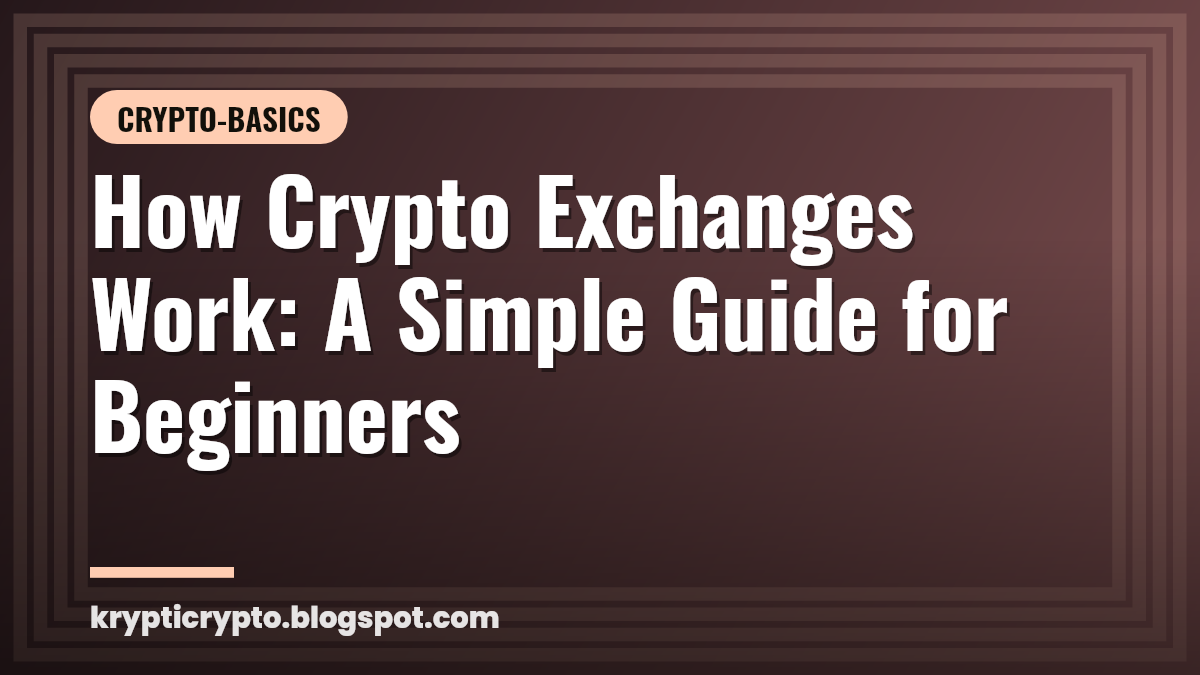 CRYPTO-BASICS
How Crypto Exchanges
Work: A Simple Guide for
Beginners
krypticrypto.blogspot.com